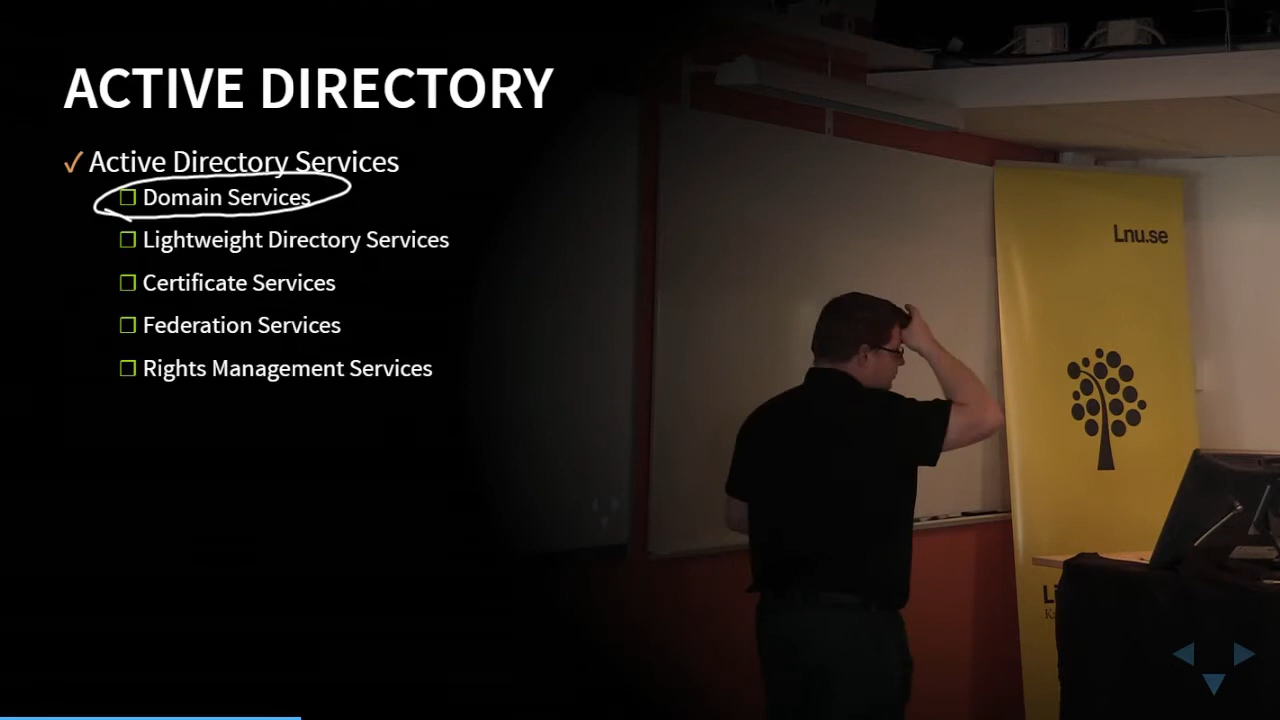 ACTIVE DIRECTORY
✓ Active Directory Services
❐ Domain Services
❐ Lightweight Directory Services
❐ Certificate Services
❐ Federation Services
❐ Rights Management Services
Lnu.se